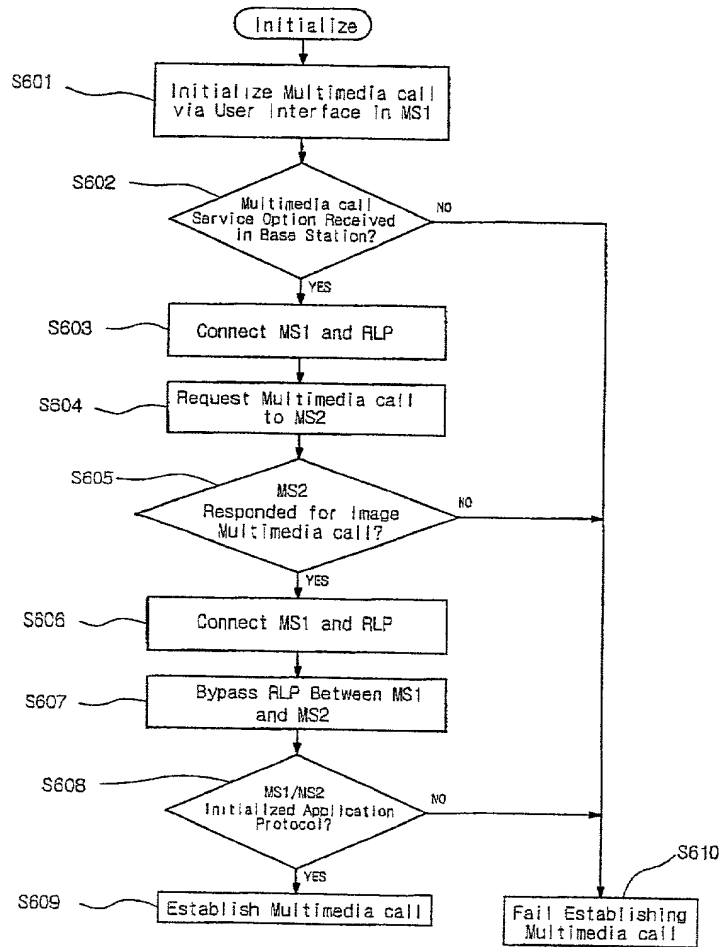 Initialize
S601
Initialize Multimedia call
via User Interface in MS1
S602
Multimedia call
Service Option Received
in Base Station?
NO
YES
S603
Connect MS1 and RLP
S604
Request Multimedia call
to MS2
S605
MS2
Responded for Image
Multimedia call?
NO
YES
S606
Connect MS1 and RLP
S607
Bypass RLP Between MS1
and MS2
S608
MS1/MS2
Initialized Application
Protocol?
NO
YES
S609
Establish Multimedia call
S610
Fail Establishing
Multimedia call